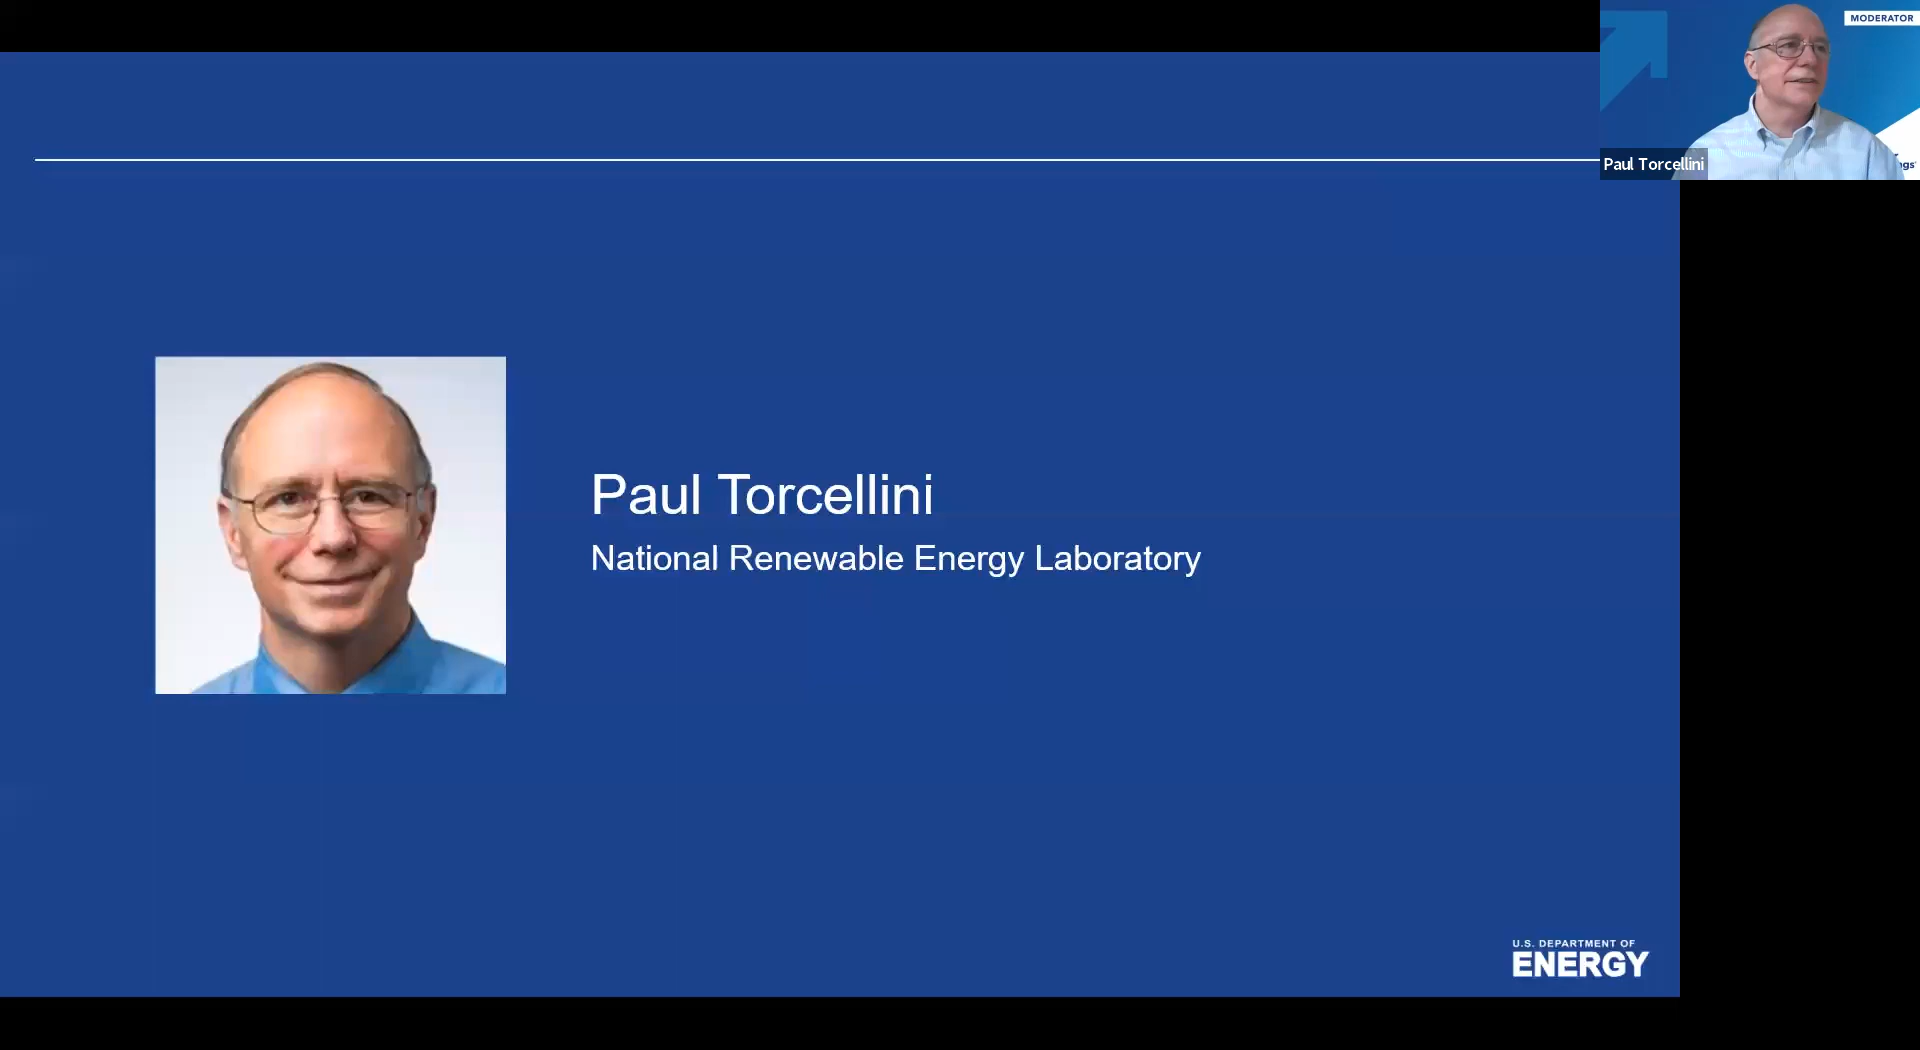 MODERATOR
Paul Torcellini
Paul Torcellini
National Renewable Energy Laboratory
U.S. DEPARTMENT OF
ENERGY